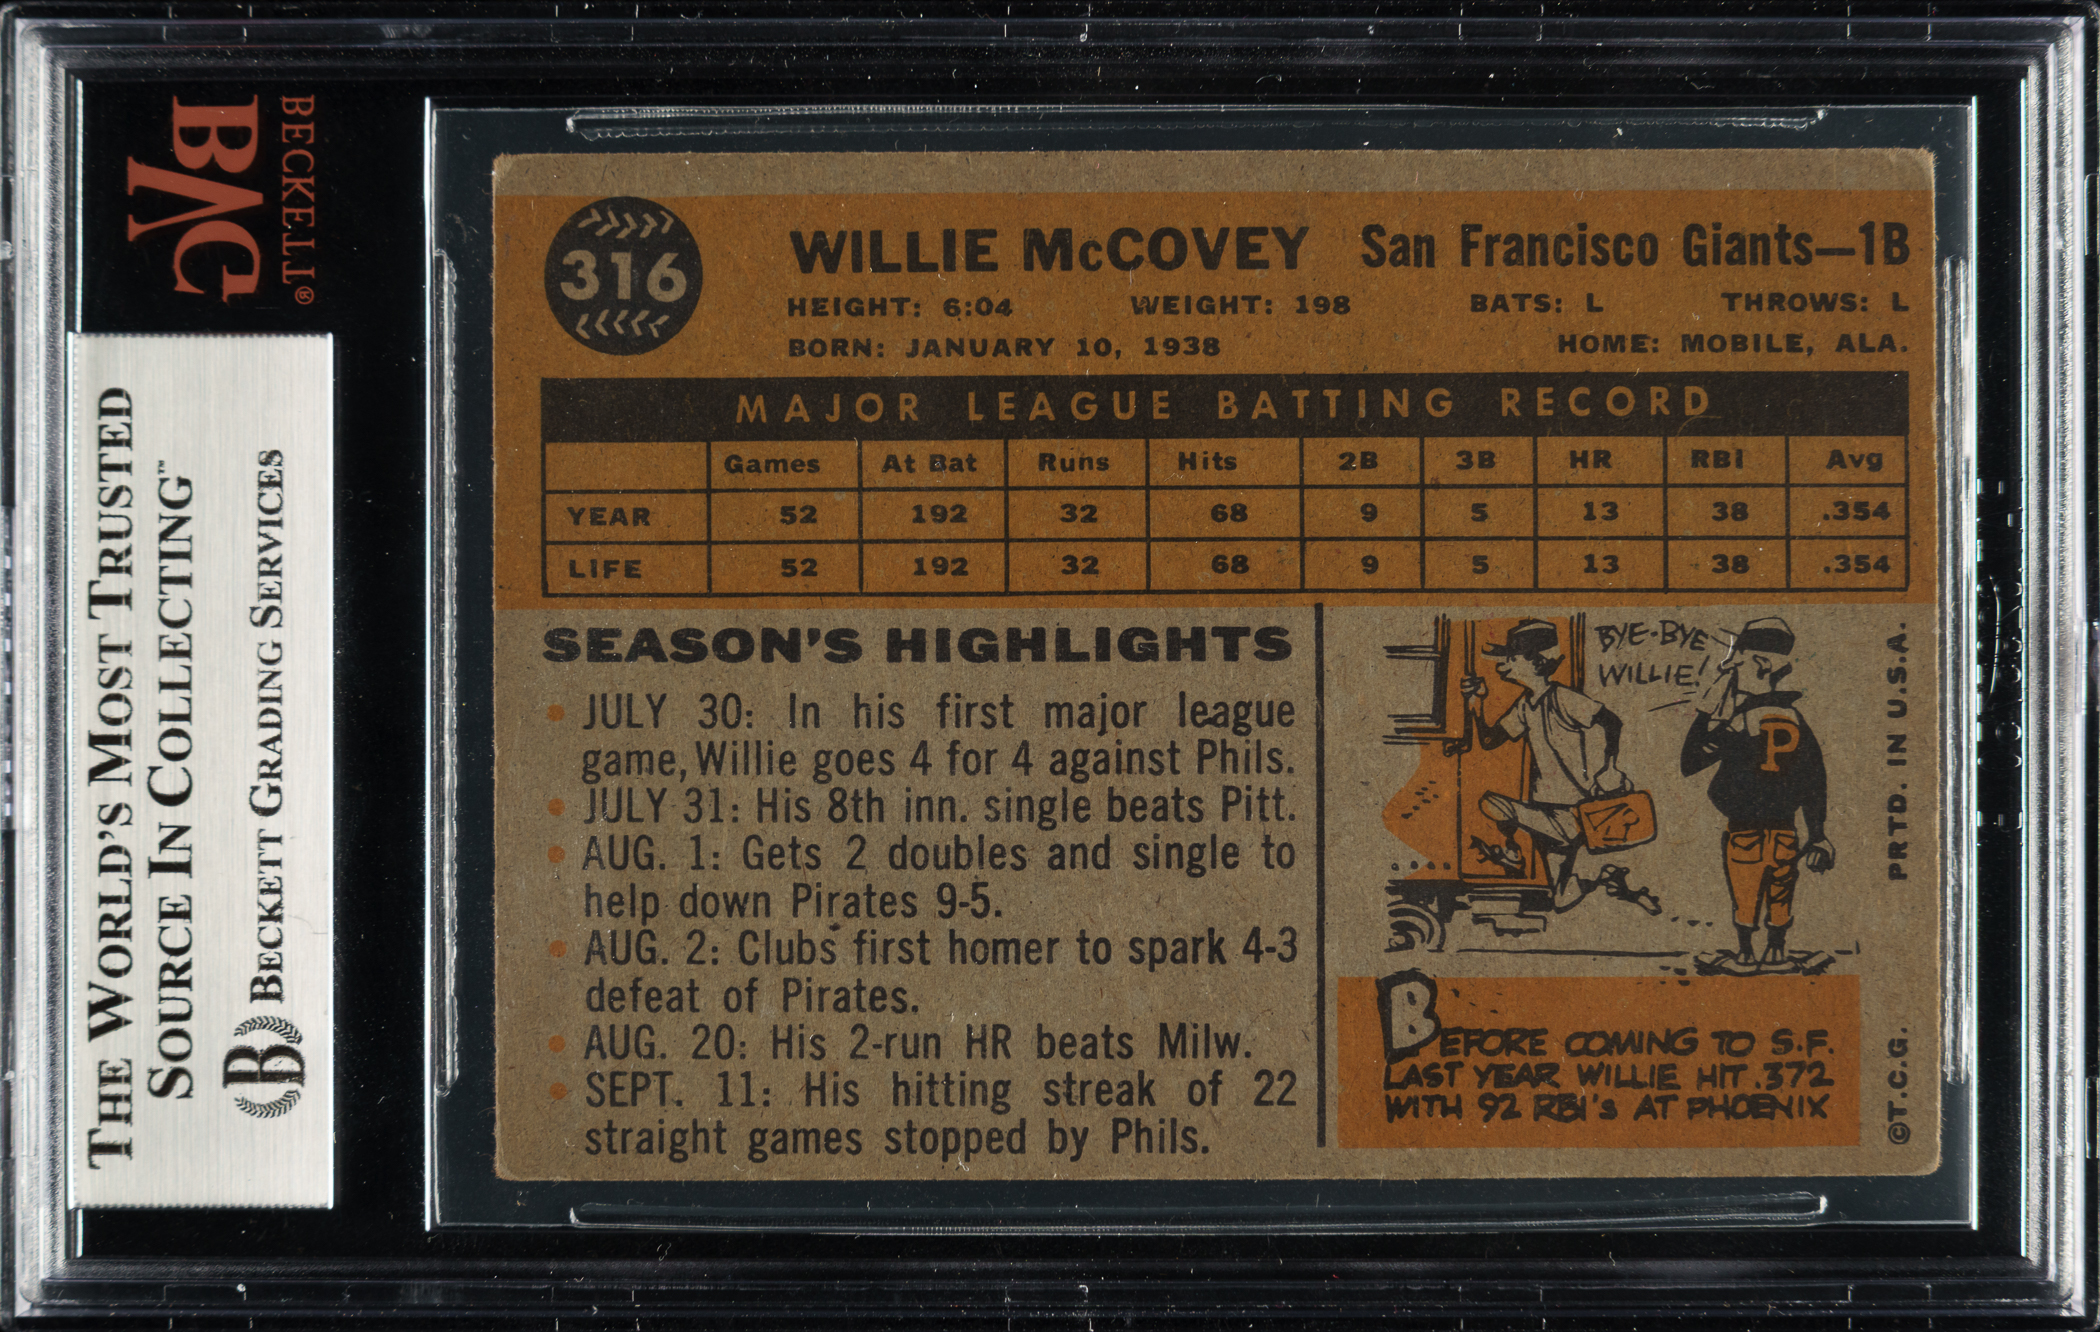 BECKETT®
BVG
THE WORLD'S MOST TRUSTED
SOURCE IN COLLECTING™
B BECKETT GRADING SERVICES
316
WILLIE McCOVEY San Francisco Giants—1B
HEIGHT: 6:04 WEIGHT: 198 BATS: L THROWS: L
BORN: JANUARY 10, 1938 HOME: MOBILE, ALA.
MAJOR LEAGUE BATTING RECORD
Games At Bat Runs Hits 2B 3B HR RBI Avg
YEAR 52 192 32 68 9 5 13 38 .354
LIFE 52 192 32 68 9 5 13 38 .354
SEASON'S HIGHLIGHTS
• JULY 30: In his first major league
game, Willie goes 4 for 4 against Phils.
• JULY 31: His 8th inn. single beats Pitt.
• AUG. 1: Gets 2 doubles and single to
help down Pirates 9-5.
• AUG. 2: Clubs first homer to spark 4-3
defeat of Pirates.
• AUG. 20: His 2-run HR beats Milw.
• SEPT. 11: His hitting streak of 22
straight games stopped by Phils.
BYE-BYE
WILLIE!
P
BEFORE COMING TO S.F.
LAST YEAR WILLIE HIT .372
WITH 92 RBI's AT PHOENIX
©T.C.G. PRTD. IN U.S.A.